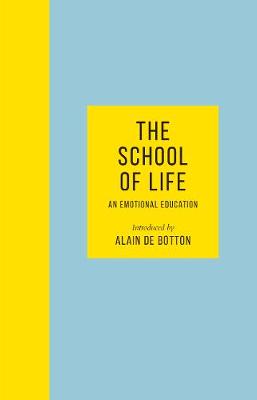 THE
SCHOOL
OF LIFE
AN EMOTIONAL EDUCATION
Introduced by
ALAIN DE BOTTON